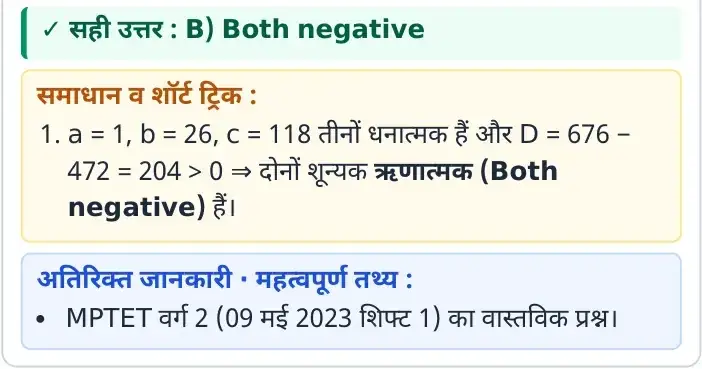 ✓ सही उत्तर : B) Both negative
समाधान व शॉर्ट ट्रिक :
1. a = 1, b = 26, c = 118 तीनों धनात्मक हैं और D = 676 −
472 = 204 > 0 ⇒ दोनों शून्यक ऋणात्मक (Both
negative) हैं।
अतिरिक्त जानकारी · महत्वपूर्ण तथ्य :
• MPTET वर्ग 2 (09 मई 2023 शिफ्ट 1) का वास्तविक प्रश्न।